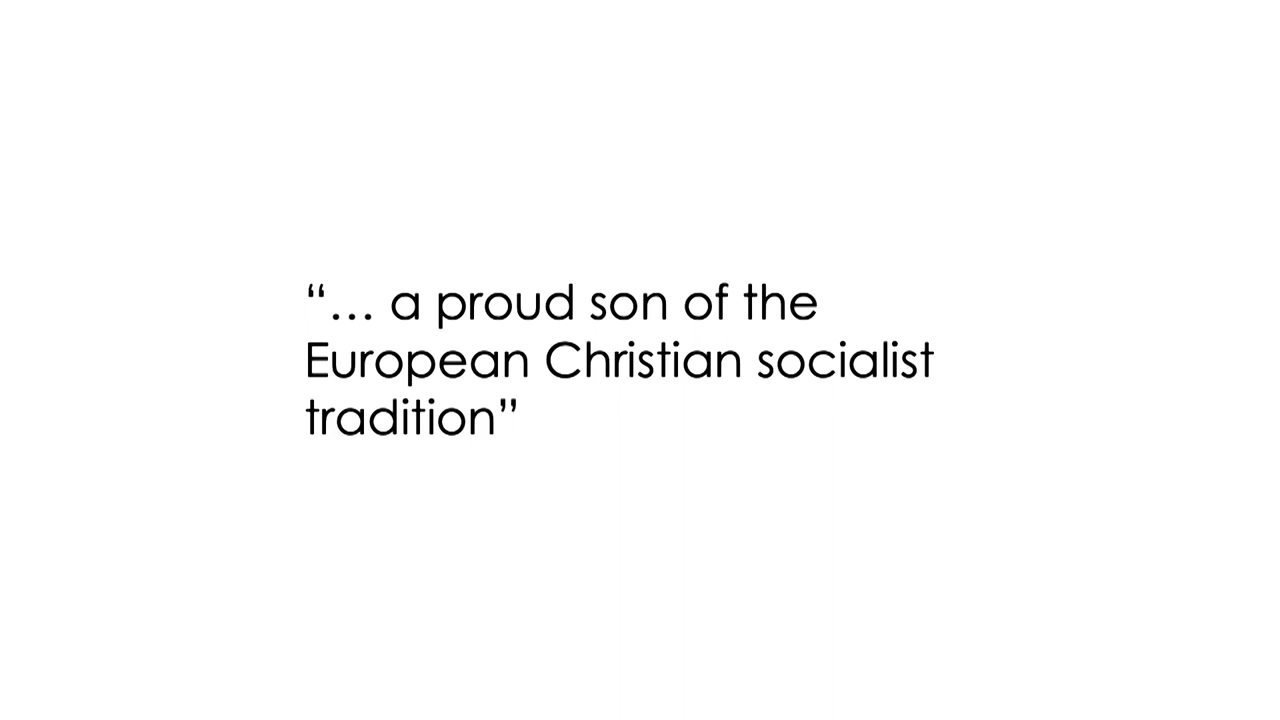 “… a proud son of the
European Christian socialist
tradition”